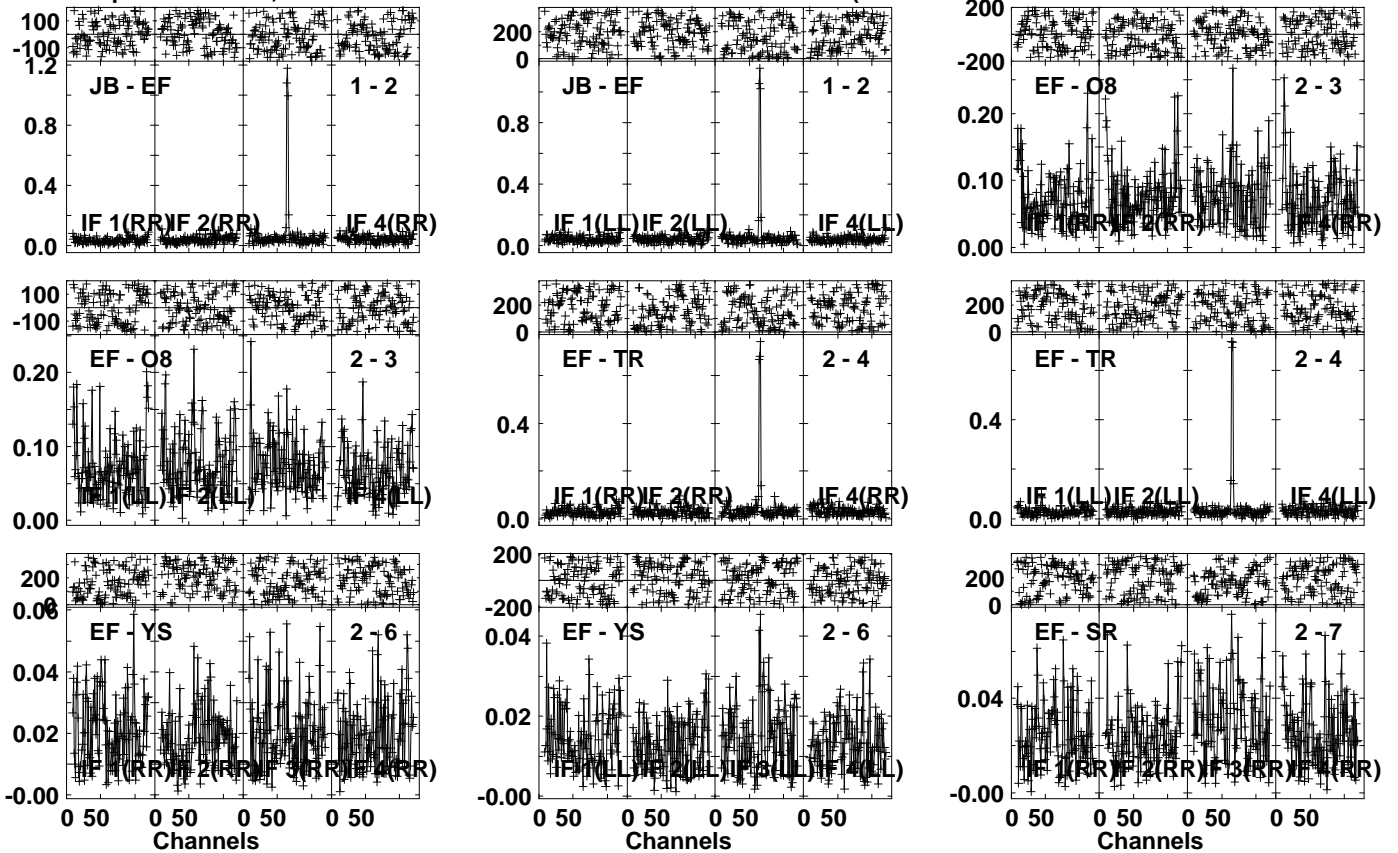 100 200 200
-100 0 -200
1.2
JB - EF 1 - 2 JB - EF 1 - 2 EF - O8 2 - 3
0.8 0.8 0.20
0.4 0.4 0.10
IF 1(RR) IF 2(RR) IF 4(RR) IF 1(LL) IF 2(LL) IF 4(LL) IF 1(RR) IF 2(RR) IF 4(RR)
0.0 0.0 0.00
100 200 200
-100 0 0
EF - O8 2 - 3 EF - TR 2 - 4 EF - TR 2 - 4
0.20
0.4 0.4
0.10
IF 1(LL) IF 2(LL) IF 4(LL) IF 1(RR) IF 2(RR) IF 4(RR) IF 1(LL) IF 2(LL) IF 4(LL)
0.00 0.0 0.0
200 200 200
0 -200 0
0.06
EF - YS 2 - 6 EF - YS 2 - 6 EF - SR 2 - 7
0.04 0.04 0.04
0.02 0.02
IF 1(RR) IF 2(RR) IF 3(RR) IF 4(RR) IF 1(LL) IF 2(LL) IF 3(LL) IF 4(LL) IF 1(RR) IF 2(RR) IF 3(RR) IF 4(RR)
-0.00 0.00 -0.00
0 50 0 50 0 50 0 50 0 50 0 50 0 50 0 50 0 50 0 50 0 50 0 50
Channels Channels Channels